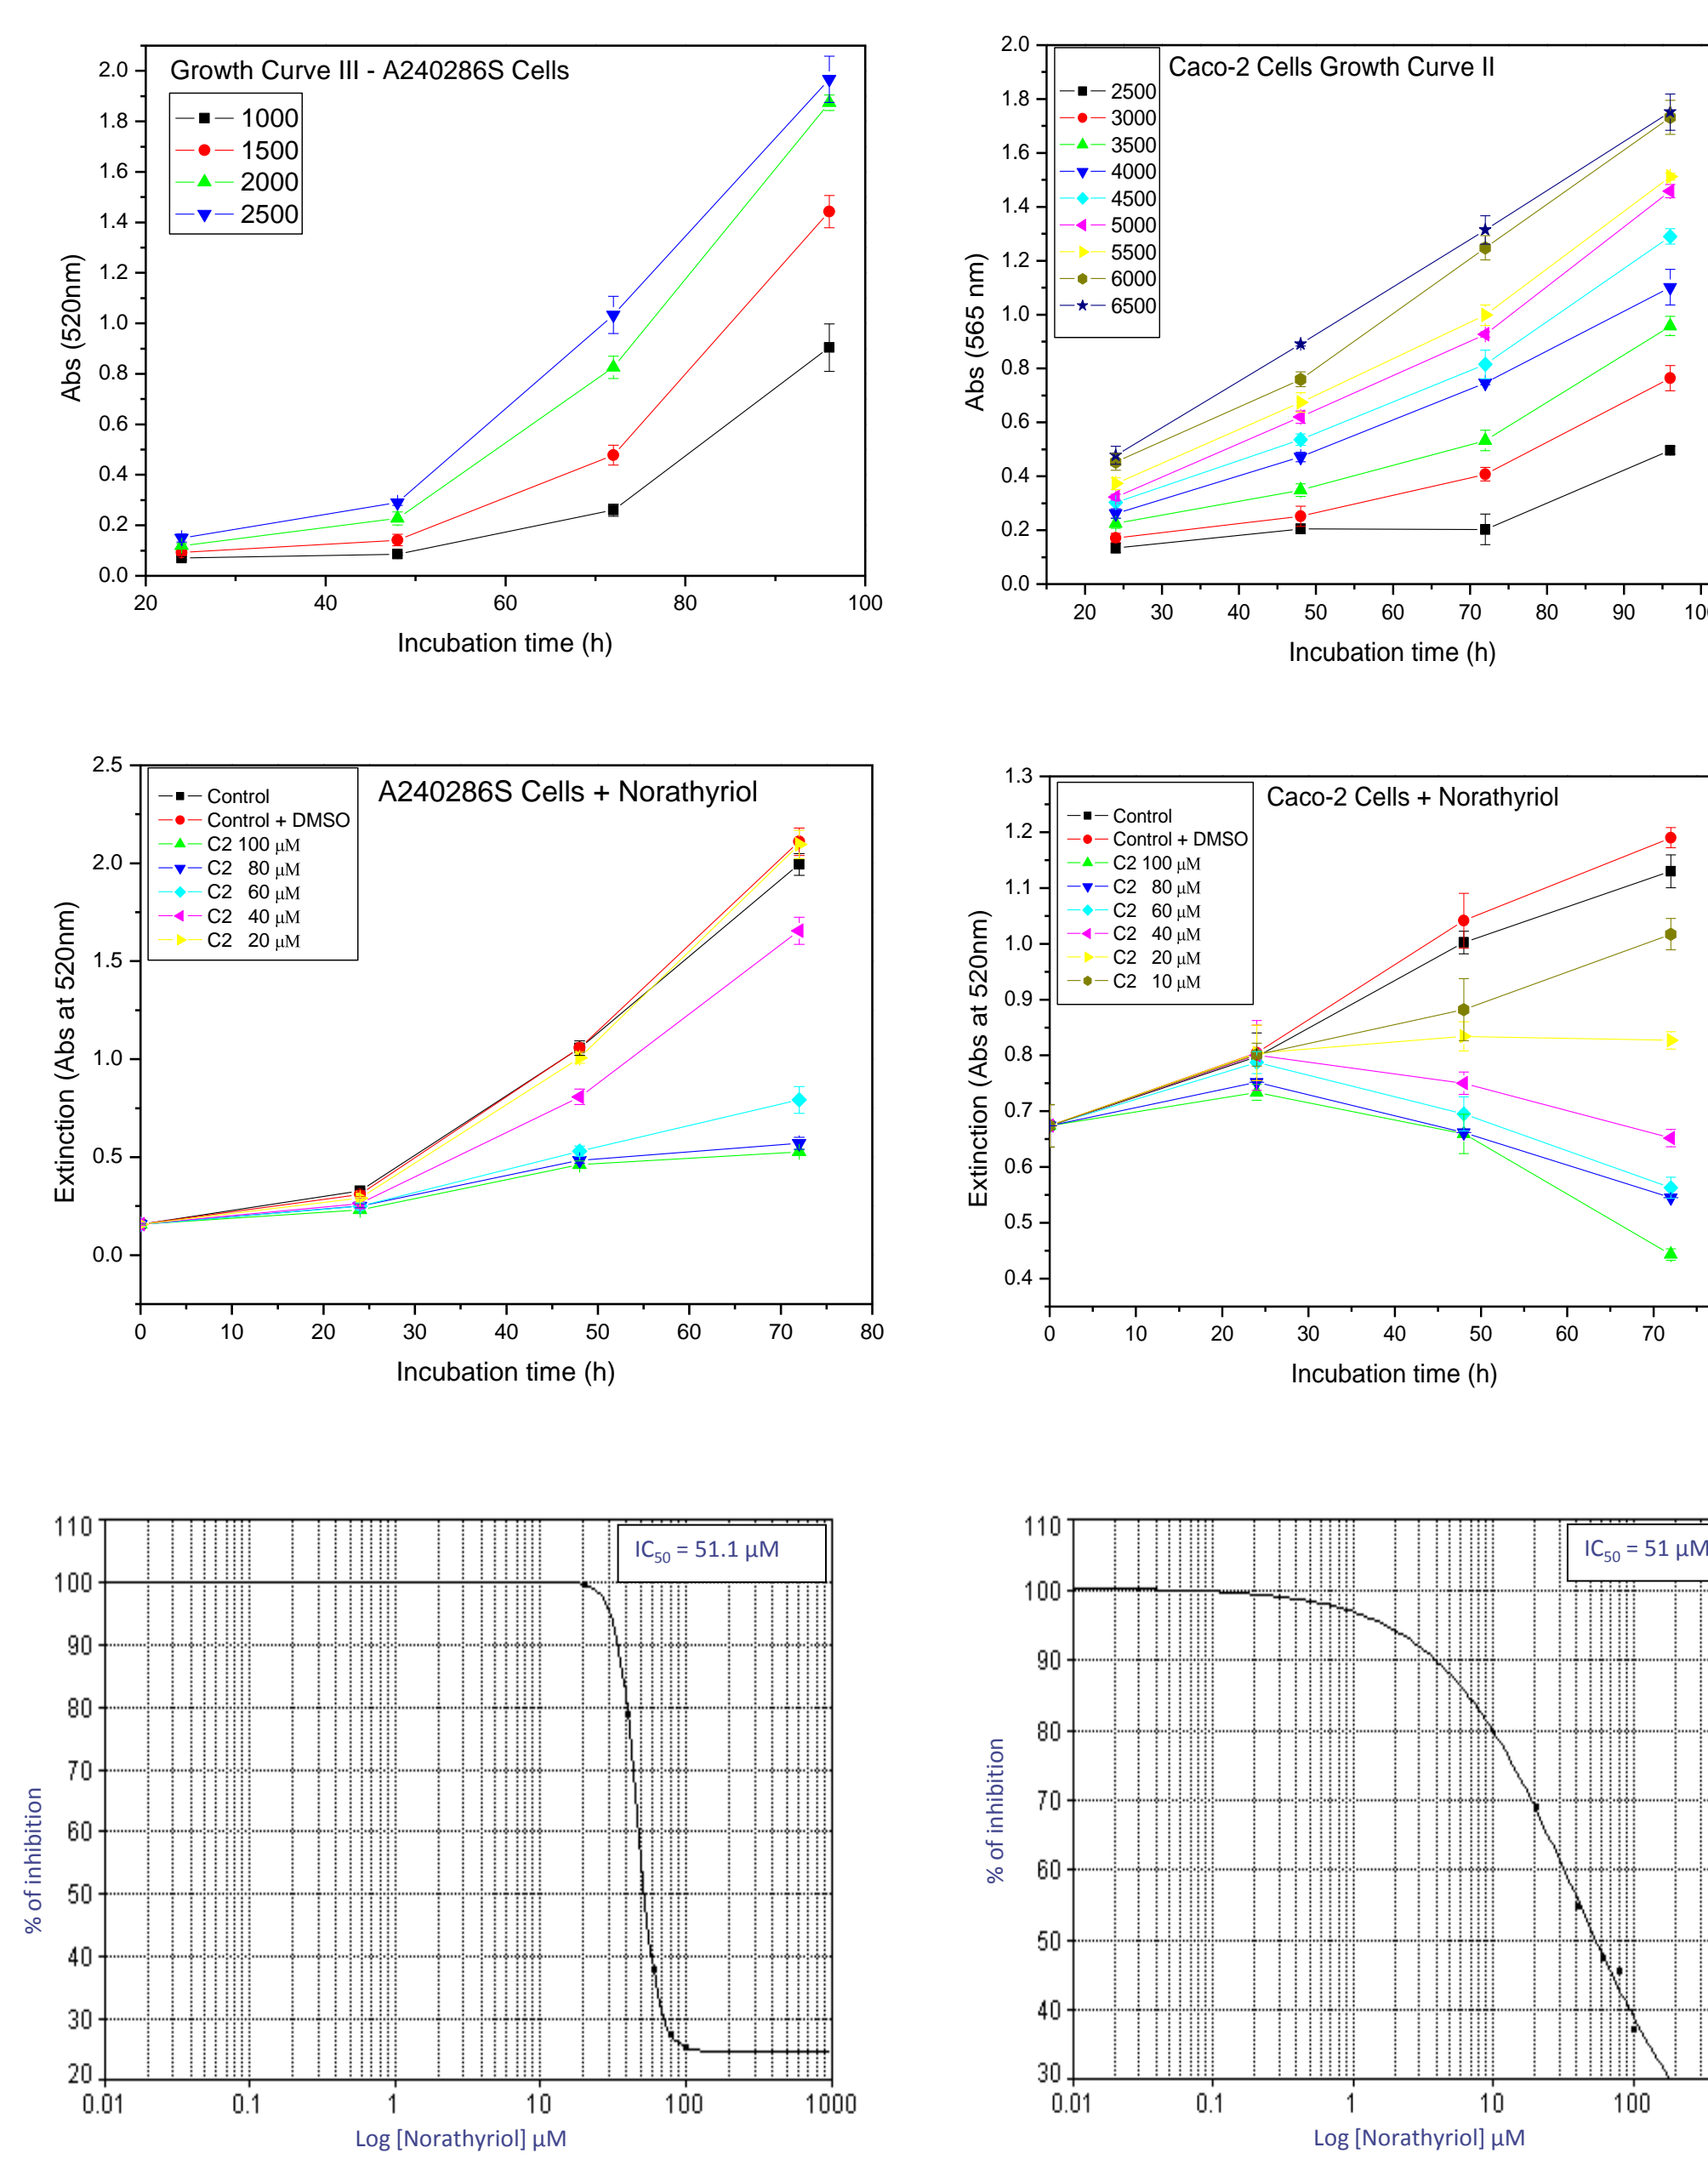 Growth Curve III - A240286S Cells
1000
1500
2000
2500
2.0
1.8
1.6
1.4
1.2
1.0
0.8
0.6
0.4
0.2
0.0
20 40 60 80 100
Abs (520nm)
Incubation time (h)
Caco-2 Cells Growth Curve II
2500
3000
3500
4000
4500
5000
5500
6000
6500
2.0
1.8
1.6
1.4
1.2
1.0
0.8
0.6
0.4
0.2
0.0
20 30 40 50 60 70 80 90
Abs (565 nm)
Incubation time (h)
A240286S Cells + Norathyriol
Control
Control + DMSO
C2 100 μM
C2 80 μM
C2 60 μM
C2 40 μM
C2 20 μM
2.5
2.0
1.5
1.0
0.5
0.0
0 10 20 30 40 50 60 70 80
Extinction (Abs at 520nm)
Incubation time (h)
Caco-2 Cells + Norathyriol
Control
Control + DMSO
C2 100 μM
C2 80 μM
C2 60 μM
C2 40 μM
C2 20 μM
C2 10 μM
1.3
1.2
1.1
1.0
0.9
0.8
0.7
0.6
0.5
0.4
0 10 20 30 40 50 60 70
Extinction (Abs at 520nm)
Incubation time (h)
IC50 = 51.1 μM
110
100
90
80
70
60
50
40
30
20
0.01 0.1 1 10 100 1000
% of inhibition
Log [Norathyriol] μM
IC50 = 51 μM
110
100
90
80
70
60
50
40
30
0.01 0.1 1 10 100
% of inhibition
Log [Norathyriol] μM